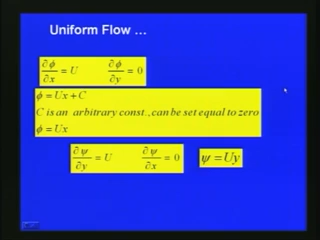 Uniform Flow ...
∂ϕ/∂x = U   ∂ϕ/∂y = 0
ϕ = Ux + C
C is an arbitrary const., can be set equal to zero
ϕ = Ux
∂ψ/∂y = U   ∂ψ/∂x = 0   ψ = Uy